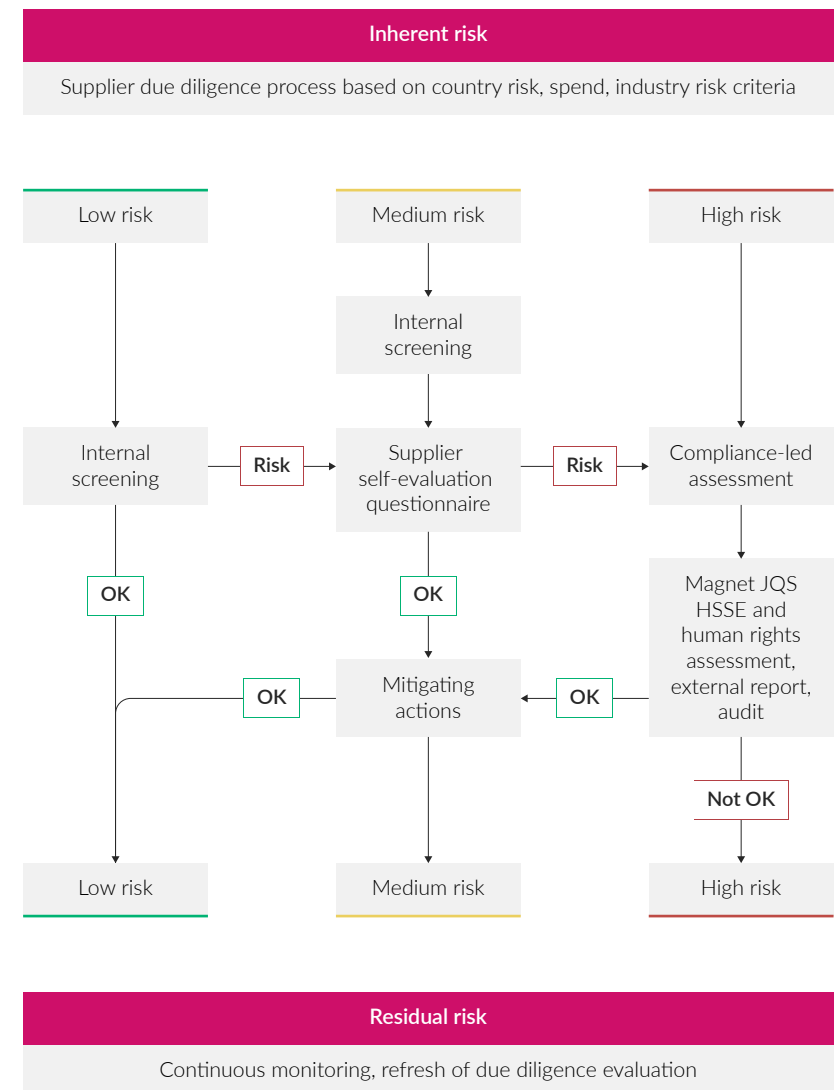 Inherent risk
Supplier due diligence process based on country risk, spend, industry risk criteria
Low risk
Medium risk
High risk
Internal
screening
Internal
screening
Risk
Supplier
self-evaluation
questionnaire
Risk
Compliance-led
assessment
OK
OK
Magnet JQS
HSSE and
human rights
assessment,
external report,
audit
OK
Mitigating
actions
OK
Not OK
Low risk
Medium risk
High risk
Residual risk
Continuous monitoring, refresh of due diligence evaluation